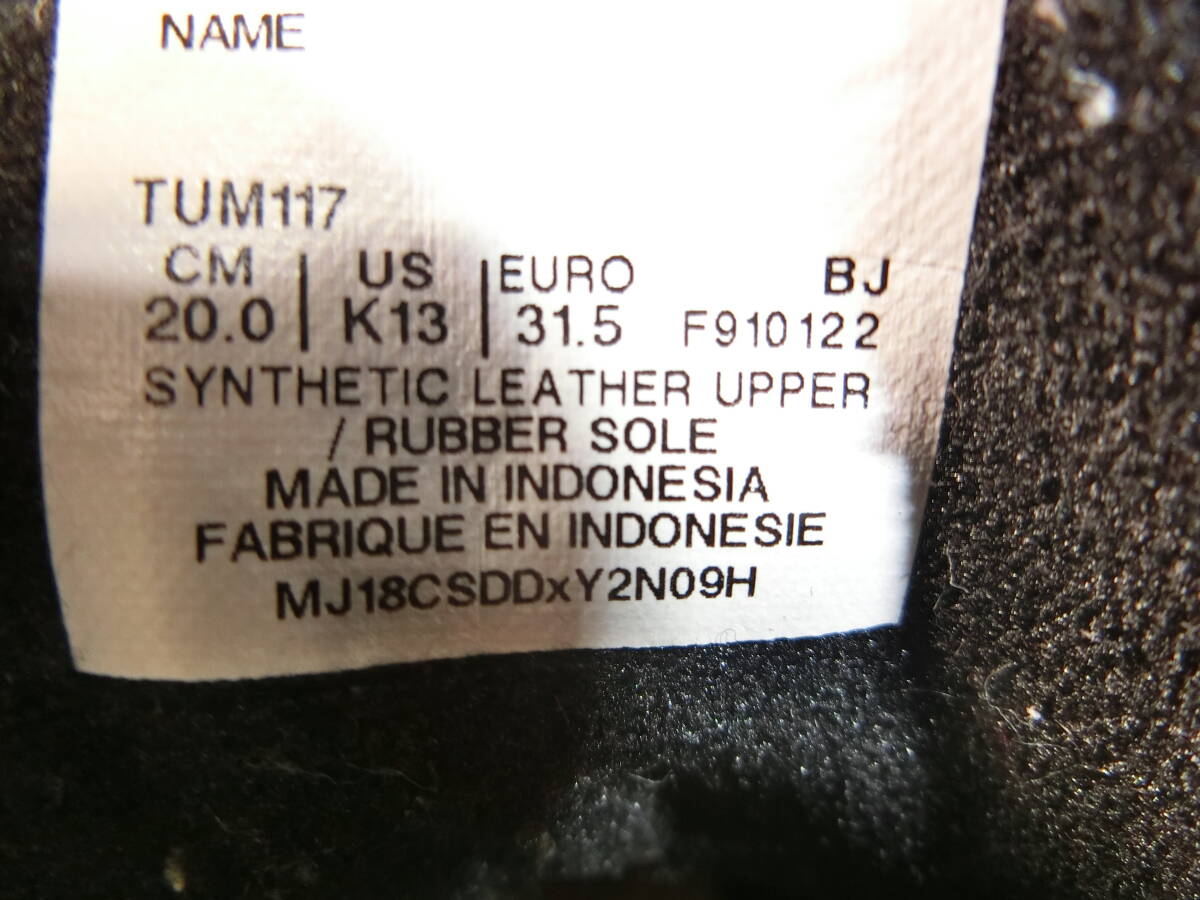 NAME
TUM117
CM | US | EURO BJ
20.0 | K13 | 31.5 F910122
SYNTHETIC LEATHER UPPER
/ RUBBER SOLE
MADE IN INDONESIA
FABRIQUE EN INDONESIE
MJ18CSDDxY2N09H